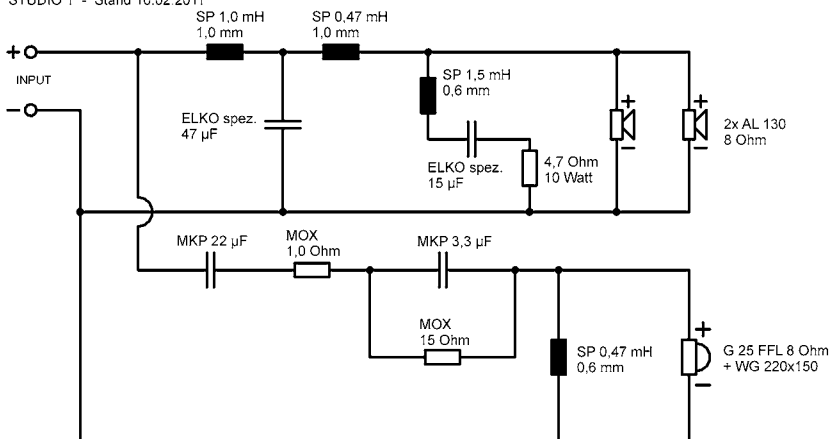 STUDIO 1 - Stand 10.02.2011
SP 1,0 mH
1,0 mm
SP 0,47 mH
1,0 mm
+
INPUT
−
SP 1,5 mH
0,6 mm
ELKO spez.
47 µF
ELKO spez.
15 µF
4,7 Ohm
10 Watt
+
−
+
−
2x AL 130
8 Ohm
MKP 22 µF
MOX
1,0 Ohm
MKP 3,3 µF
MOX
15 Ohm
SP 0,47 mH
0,6 mm
+
−
G 25 FFL 8 Ohm
+ WG 220x150